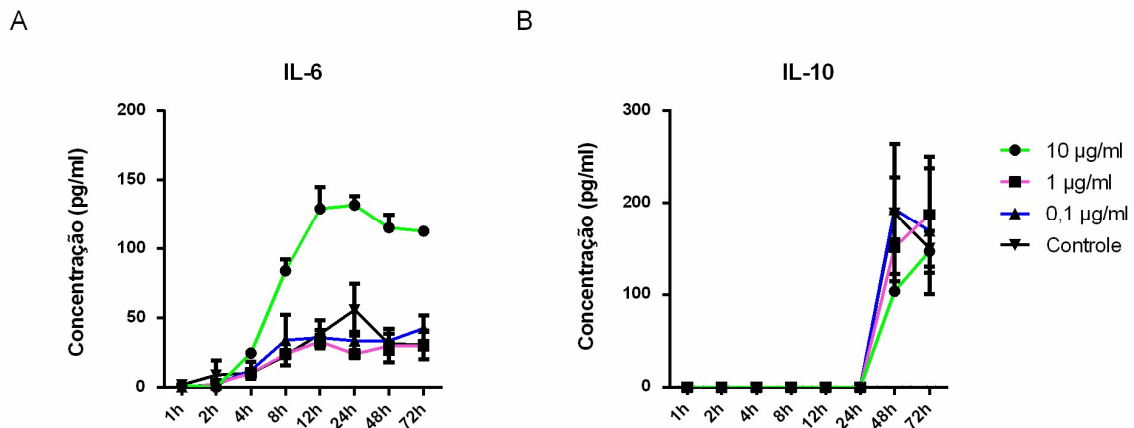 A
IL-6
Concentração (pg/ml)
200
150
100
50
0
1h 2h 4h 8h 12h 24h 48h 72h
B
IL-10
Concentração (pg/ml)
300
200
100
0
1h 2h 4h 8h 12h 24h 48h 72h
10 µg/ml
1 µg/ml
0,1 µg/ml
Controle